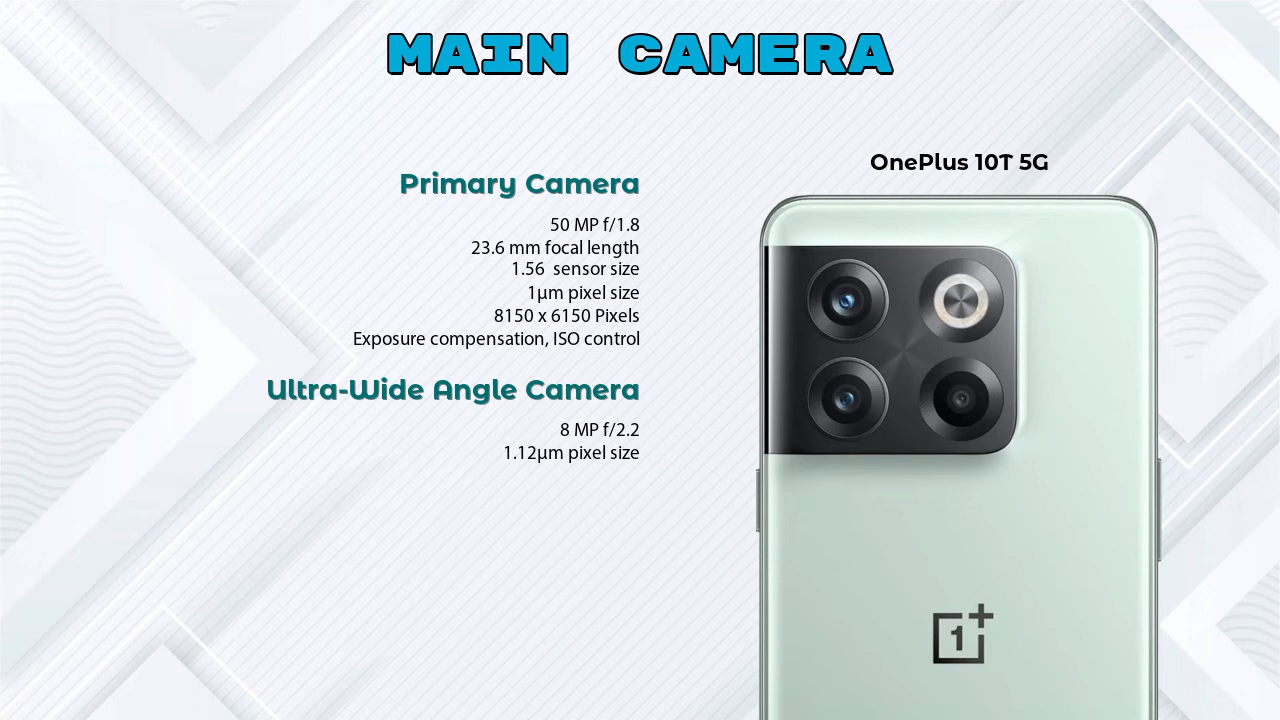 MAIN CAMERA
Primary Camera
50 MP f/1.8
23.6 mm focal length
1.56  sensor size
1µm pixel size
8150 x 6150 Pixels
Exposure compensation, ISO control
Ultra-Wide Angle Camera
8 MP f/2.2
1.12µm pixel size
OnePlus 10T 5G
1+